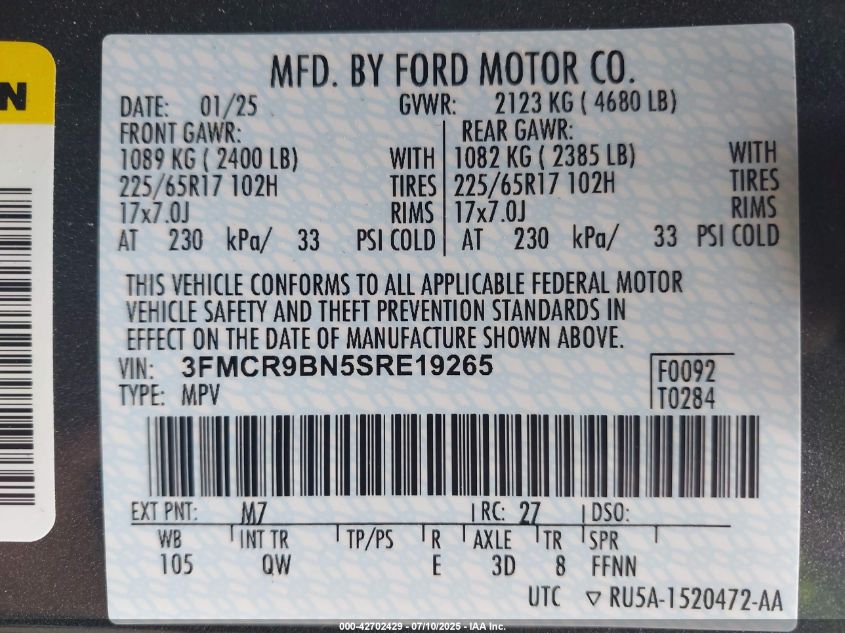 N
MFD. BY FORD MOTOR CO.
DATE: 01/25 GVWR: 2123 KG ( 4680 LB)
FRONT GAWR: REAR GAWR:
1089 KG ( 2400 LB) WITH 1082 KG ( 2385 LB) WITH
225/65R17 102H TIRES 225/65R17 102H TIRES
17x7.0J RIMS 17x7.0J RIMS
AT 230 kPa/ 33 PSI COLD AT 230 kPa/ 33 PSI COLD
THIS VEHICLE CONFORMS TO ALL APPLICABLE FEDERAL MOTOR
VEHICLE SAFETY AND THEFT PREVENTION STANDARDS IN
EFFECT ON THE DATE OF MANUFACTURE SHOWN ABOVE.
VIN: 3FMCR9BN5SRE19265 F0092
TYPE: MPV T0284
EXT PNT: M7 RC: 27 DSO:
WB INT TR TP/PS R AXLE TR SPR
105 QW E 3D 8 FFNN
UTC ▽ RU5A-1520472-AA
000-42702429 - 07/10/2025 - IAA Inc.